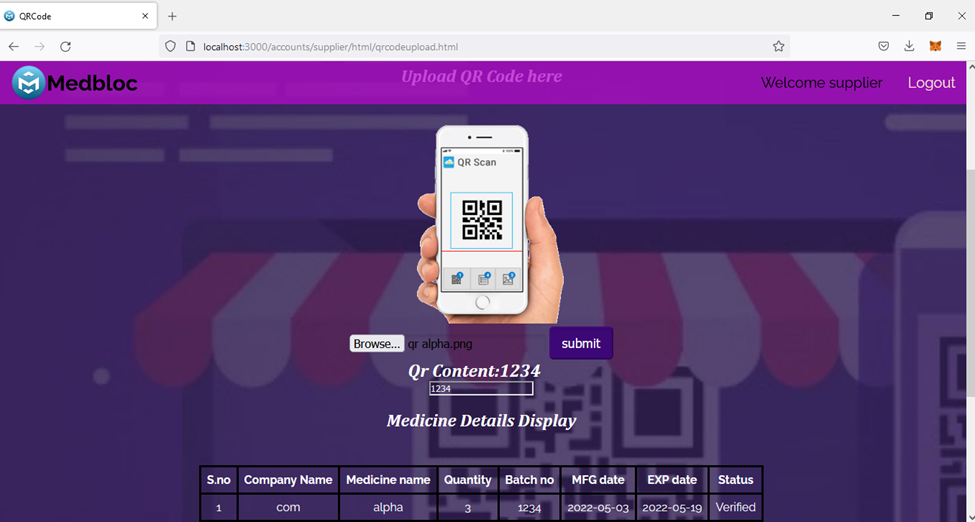 QRCode
localhost:3000/accounts/supplier/html/qrcodeupload.html
Medbloc
Upload QR Code here
Welcome supplier
Logout
QR Scan
Browse... qr alpha.png
submit
Qr Content:1234
1234
Medicine Details Display
S.no Company Name Medicine name Quantity Batch no MFG date EXP date Status
1 com alpha 3 1234 2022-05-03 2022-05-19 Verified